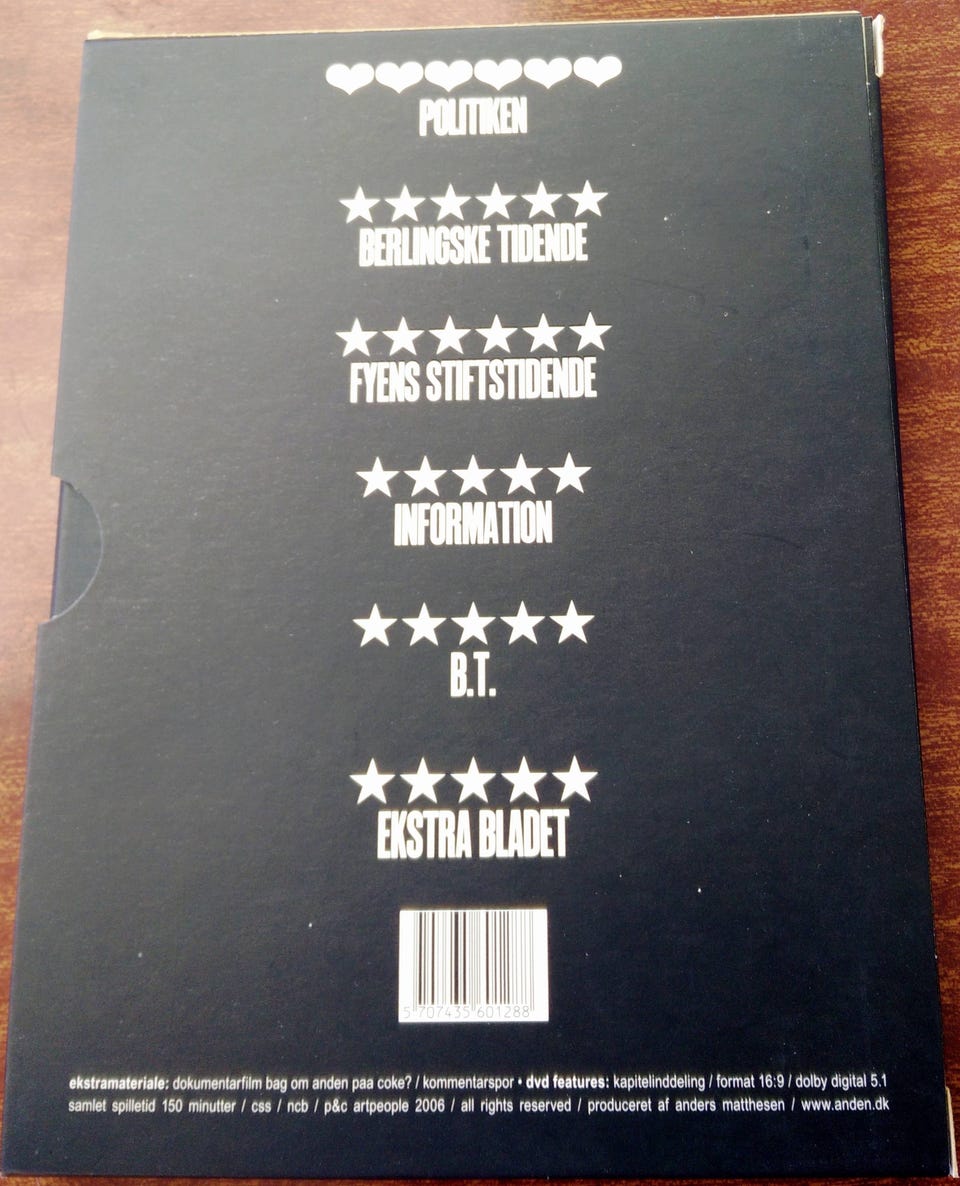 POLITIKEN
BERLINGSKE TIDENDE
FYENS STIFTSTIDENDE
INFORMATION
B.T.
EKSTRA BLADET
5 707435 601288
ekstramateriale: dokumentarfilm bag om anden paa coke? / kommentarspor • dvd features: kapitelinddeling / format 16:9 / dolby digital 5.1
samlet spilletid 150 minutter / css / ncb / p&c artpeople 2006 / all rights reserved / produceret af anders matthesen / www.anden.dk